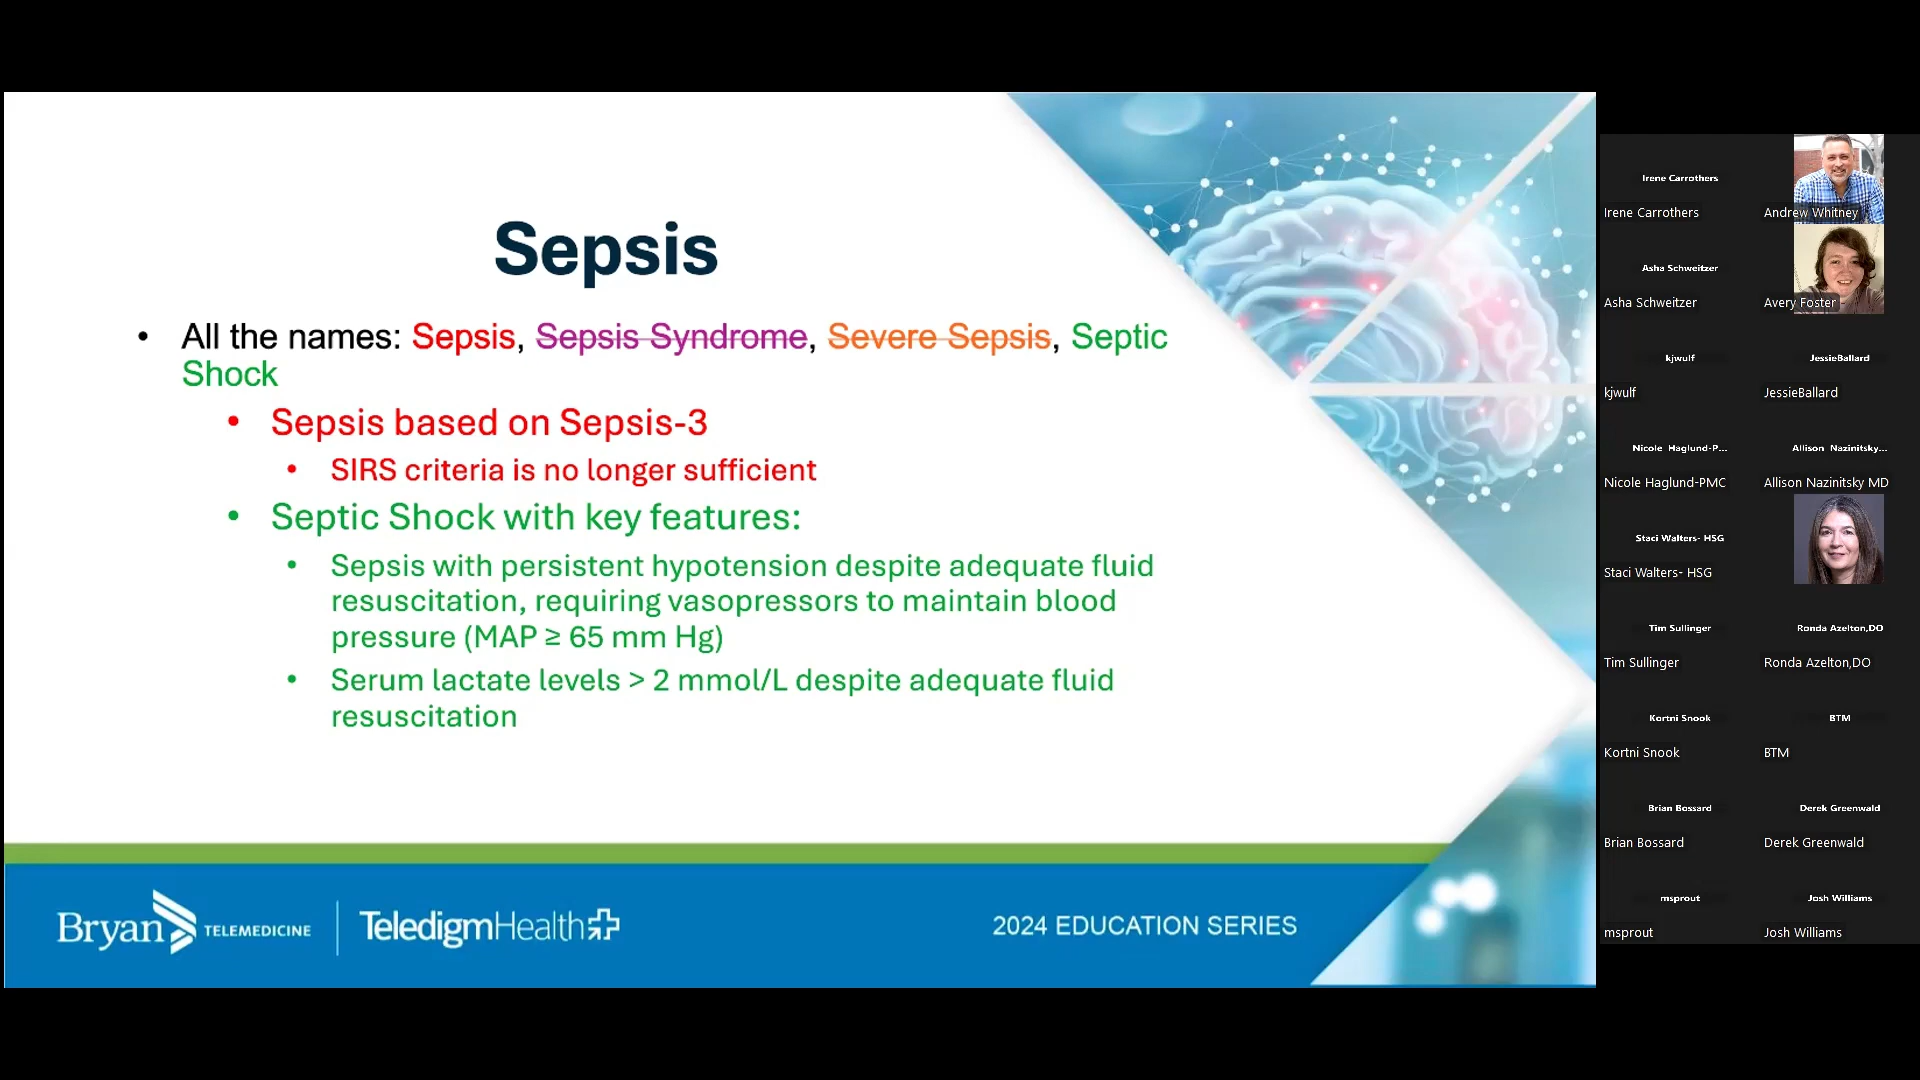 Sepsis
• All the names: Sepsis, Sepsis Syndrome, Severe Sepsis, Septic
Shock
• Sepsis based on Sepsis-3
• SIRS criteria is no longer sufficient
• Septic Shock with key features:
• Sepsis with persistent hypotension despite adequate fluid
resuscitation, requiring vasopressors to maintain blood
pressure (MAP ≥ 65 mm Hg)
• Serum lactate levels > 2 mmol/L despite adequate fluid
resuscitation
Bryan TELEMEDICINE
TeledigmHealth
2024 EDUCATION SERIES
Irene Carrothers
Irene Carrothers
Andrew Whitney
Asha Schweitzer
Asha Schweitzer
Avery Foster
kjwulf
JessieBallard
kjwulf
JessieBallard
Nicole Haglund-P...
Allison Nazinitsky...
Nicole Haglund-PMC
Allison Nazinitsky MD
Staci Walters- HSG
Staci Walters- HSG
Tim Sullinger
Ronda Azelton,DO
Tim Sullinger
Ronda Azelton,DO
Kortni Snook
BTM
Kortni Snook
BTM
Brian Bossard
Derek Greenwald
Brian Bossard
Derek Greenwald
msprout
Josh Williams
msprout
Josh Williams